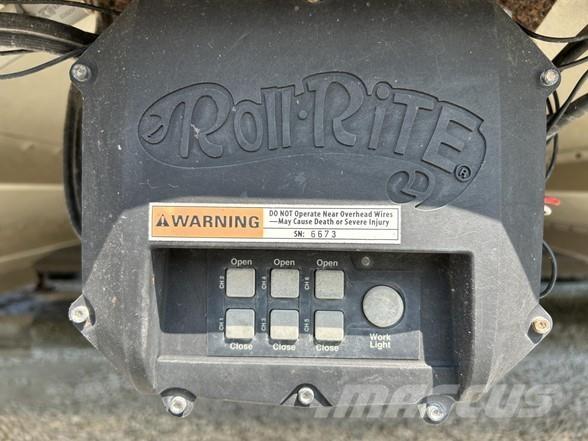 Roll·RiTE®
WARNING
DO NOT Operate Near Overhead Wires
—May Cause Death or Severe Injury
SN: 6673
Open Open Open
CH 2 CH 4 CH 6
CH 1 CH 3 CH 5
Close Close Close
Work
Light
MASCUS